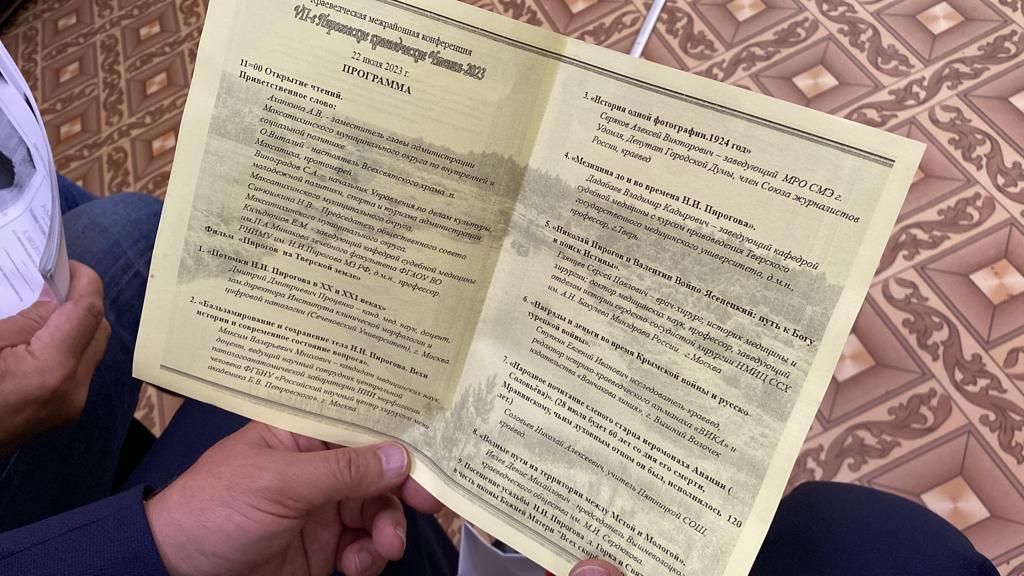 краеведческая межрайонная конференция
VII-е Пироговские краеведческие Чтения-2023
22 июля 2023 г.
ПРОГРАММА
11=00 Открытие чтений.
Приветственное слово:
Ахапкина А.В. - заместитель главы администрации
Максатихинского муниципального округа по внутренней и
социальной политике.
О.Виталий - настоятель Всехсвятского храма п.
Максатиха, протоиерей.
Виноградов С.А. – начальник Управления по делам культуры,
молодежной политики, спорта и туризма администрации
Максатихинского муниципального округа.
Синюшкина Н.В – Председатель общественного совета
Максатихинского муниципального округа.
Кильдюшов Е.М. заведующий кафедрой судебной медицины
им.П.А.Минакова лечебного факультета ФГАОУ ВО
РНИМУ им. Н.И.Пирогова МЗ РФ, д.м.н., профессор.
Фильм «Пирогов на Тверской земле»
1. «Потомки Н.И. Пирогова в XX и XXI веках»
Дмитрий Дмитриевич Проценко – канд. мед. наук, доцент,
зам.директора Института клинической морфологии и
цифровой патологии (Сеченовский Университет), г. Москва
2. «Бальзамирование и сохранение тела Н.И. Пирогова. Вехи
истории и современное состояние вопроса».
Максим Валерьевич Мнихович – кандидат медицинских наук,
доцент, ведущий научный сотрудник центральной
патологоанатомической лаборатории НИИ морфологии
человека ФГБНУ «Российский научный центр хирургии имени
академика Б.В. Петровского», г. Москва
3. «История одной фотографии.1924 год»
Серков Алексей Викторович – заведующий МРО СМЭ г.
Удомля, Депутат Городской Думы, член Союза журналистов
России, краевед
4. «Медицина до и во времена Н.И. Пирогова».
Дадабаев Владимир Кадырович – заведующий кафедрой
судебной медицины с курсом правоведения Тверского
государственного медицинского университета, д.м.н.,
профессор, г.Тверь.
5. «Николай Пирогов и Валентин Войно-Ясенецкий: путь к Богу
в поисках Истины».
Глянцев Сергей Павлович – врач-хирург, историк медицины и
хирургии, доктор медицинских наук, профессор, заведующий
отделом истории сердечно-сосудистой хирургии НМИЦ ССХ
им. А.Н. Бакулева Минздрава России, г. Москва
6. «Награды и деньги во время Крымской войны и русско-
турецкой войны».
Ступкин Евгений Иванович исследователь-краевед,
редактор историко-краеведческого альманаха «ВИКА» и
издательства «Ванчакова линия», г. Вышний Волочек
7. «Народное почитание слепого старца иеромонаха Анании (
Соловья)». (28 июля будет 60 лет со дня его смерти,
Мравинскому, чьим духовным отцом он был, исполнилось 120
лет)
Соловьев Николай Алексеевич, учитель Пятницкой СОШ,
краевед.
8. «Водные пути на территории между Мстой и Мологой».
Ивлев Денис Михайлович, председатель Вышневолоцкого
краеведческого общества им. М.И. Сердюкова.
9. Посещение усадьбы Н.И. Пирогова д. Горка и Свят
в честь иконы Божией Матери "Всех скор